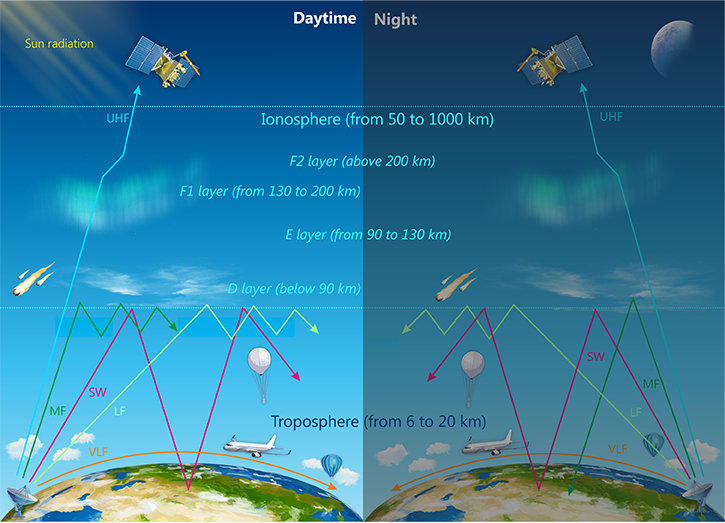 Daytime
Night
Sun radiation
UHF
UHF
Ionosphere (from 50 to 1000 km)
F2 layer (above 200 km)
F1 layer (from 130 to 200 km)
E layer (from 90 to 130 km)
D layer (below 90 km)
SW
MF
SW
LF
MF
LF
Troposphere (from 6 to 20 km)
VLF
VLF